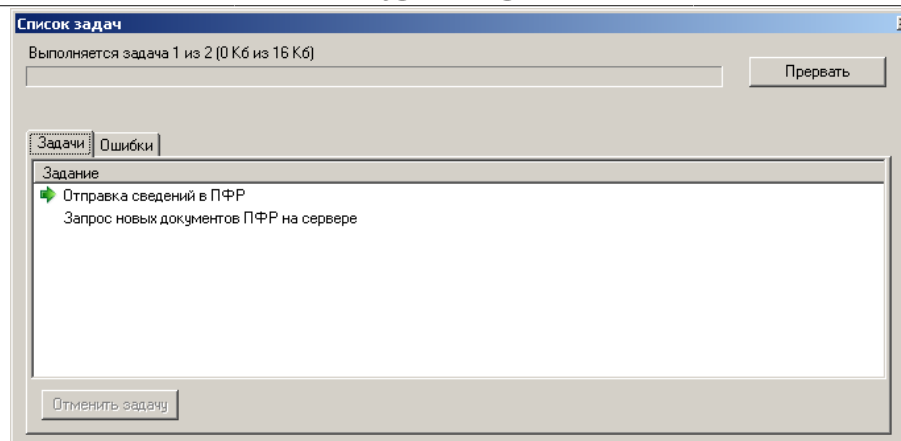 Список задач
Выполняется задача 1 из 2 (0 Кб из 16 Кб)
Прервать
Задачи Ошибки
Задание
Отправка сведений в ПФР
Запрос новых документов ПФР на сервере
Отменить задачу